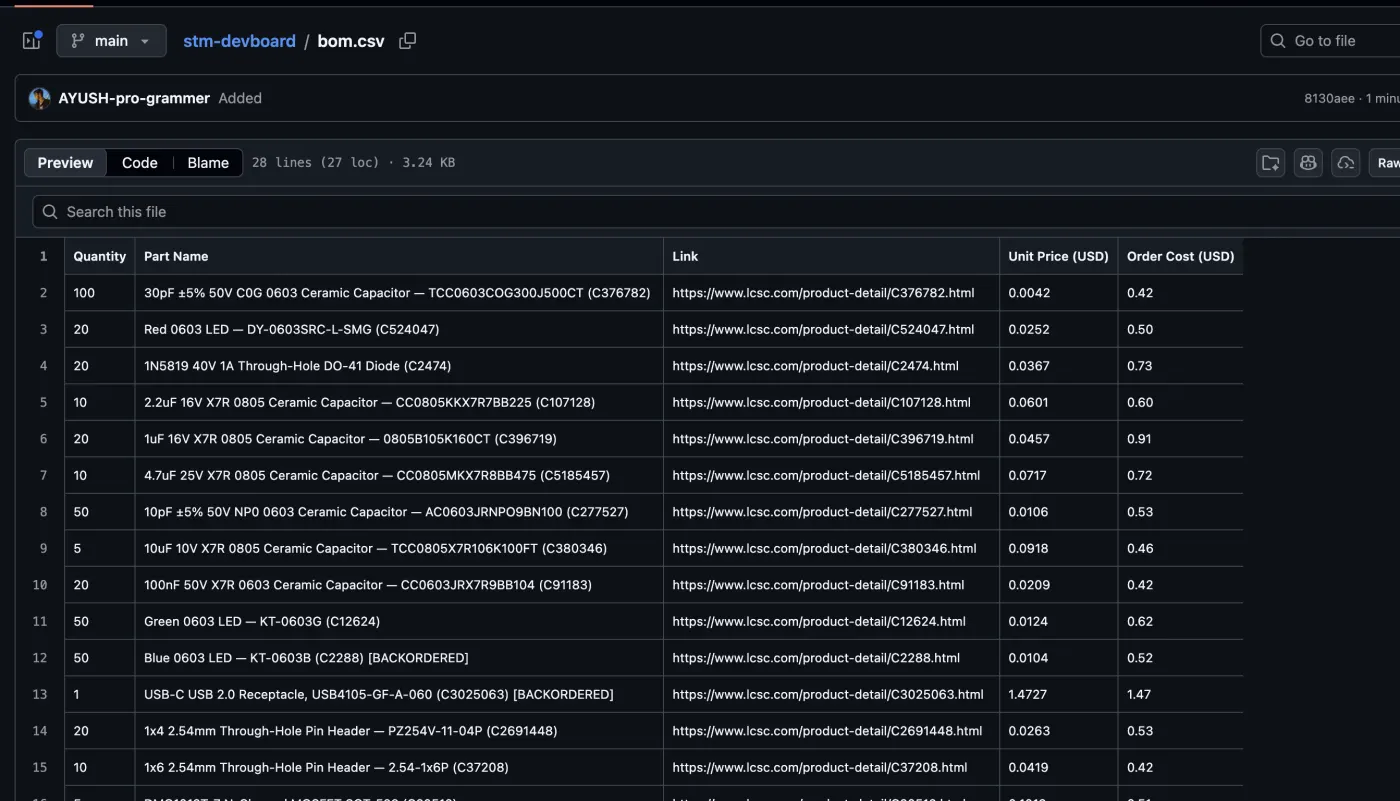 main
stm-devboard / bom.csv
Go to file
AYUSH-pro-grammer Added
8130aee · 1 minu
Preview Code Blame 28 lines (27 loc) · 3.24 KB
Raw
Search this file
1 Quantity Part Name Link Unit Price (USD) Order Cost (USD)
2 100 30pF ±5% 50V C0G 0603 Ceramic Capacitor — TCC0603COG300J500CT (C376782) https://www.lcsc.com/product-detail/C376782.html 0.0042 0.42
3 20 Red 0603 LED — DY-0603SRC-L-SMG (C524047) https://www.lcsc.com/product-detail/C524047.html 0.0252 0.50
4 20 1N5819 40V 1A Through-Hole DO-41 Diode (C2474) https://www.lcsc.com/product-detail/C2474.html 0.0367 0.73
5 10 2.2uF 16V X7R 0805 Ceramic Capacitor — CC0805KKX7R7BB225 (C107128) https://www.lcsc.com/product-detail/C107128.html 0.0601 0.60
6 20 1uF 16V X7R 0805 Ceramic Capacitor — 0805B105K160CT (C396719) https://www.lcsc.com/product-detail/C396719.html 0.0457 0.91
7 10 4.7uF 25V X7R 0805 Ceramic Capacitor — CC0805MKX7R8BB475 (C5185457) https://www.lcsc.com/product-detail/C5185457.html 0.0717 0.72
8 50 10pF ±5% 50V NP0 0603 Ceramic Capacitor — AC0603JRNPO9BN100 (C277527) https://www.lcsc.com/product-detail/C277527.html 0.0106 0.53
9 5 10uF 10V X7R 0805 Ceramic Capacitor — TCC0805X7R106K100FT (C380346) https://www.lcsc.com/product-detail/C380346.html 0.0918 0.46
10 20 100nF 50V X7R 0603 Ceramic Capacitor — CC0603JRX7R9BB104 (C91183) https://www.lcsc.com/product-detail/C91183.html 0.0209 0.42
11 50 Green 0603 LED — KT-0603G (C12624) https://www.lcsc.com/product-detail/C12624.html 0.0124 0.62
12 50 Blue 0603 LED — KT-0603B (C2288) [BACKORDERED] https://www.lcsc.com/product-detail/C2288.html 0.0104 0.52
13 1 USB-C USB 2.0 Receptacle, USB4105-GF-A-060 (C3025063) [BACKORDERED] https://www.lcsc.com/product-detail/C3025063.html 1.4727 1.47
14 20 1x4 2.54mm Through-Hole Pin Header — PZ254V-11-04P (C2691448) https://www.lcsc.com/product-detail/C2691448.html 0.0263 0.53
15 10 1x6 2.54mm Through-Hole Pin Header — 2.54-1x6P (C37208) https://www.lcsc.com/product-detail/C37208.html 0.0419 0.42